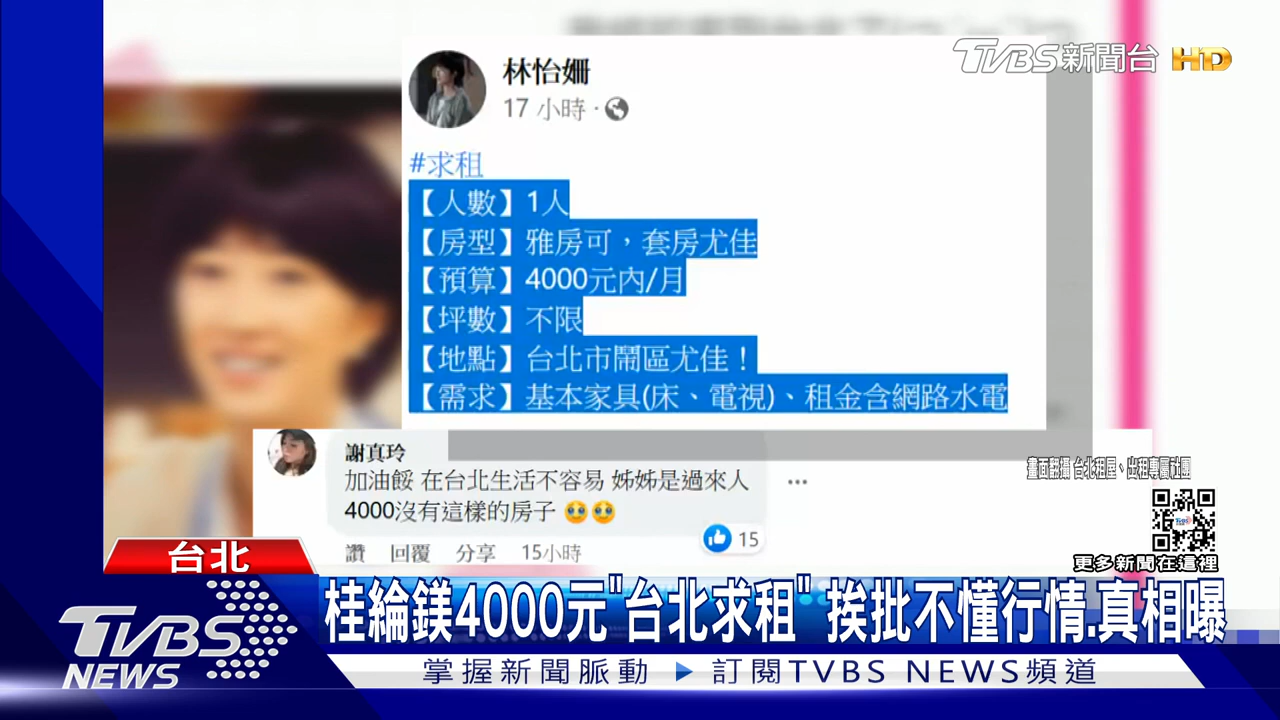 TVBS新聞台 HD
林怡姍
17 小時
#求租
【人數】1人
【房型】雅房可，套房尤佳
【預算】4000元內/月
【坪數】不限
【地點】台北市鬧區尤佳！
【需求】基本家具(床、電視)、租金含網路水電
謝真玲
加油餒 在台北生活不容易 姊姊是過來人
4000沒有這樣的房子 🥹🥹
15
讚 回覆 分享 15小時
畫面翻攝 台北租屋、出租專屬社團
TVBS
更多新聞在這裡
台北
桂綸鎂4000元"台北求租" 挨批不懂行情.真相曝
TVBS
NEWS
掌握新聞脈動 ▶ 訂閱TVBS NEWS頻道